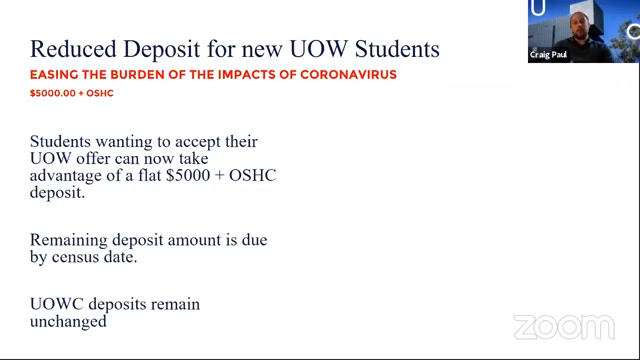 Reduced Deposit for new UOW Students
EASING THE BURDEN OF THE IMPACTS OF CORONAVIRUS
$5000.00 + OSHC
Students wanting to accept their
UOW offer can now take
advantage of a flat $5000 + OSHC
deposit.
Remaining deposit amount is due
by census date.
UOWC deposits remain
unchanged
U
O
Craig Paul
zoom